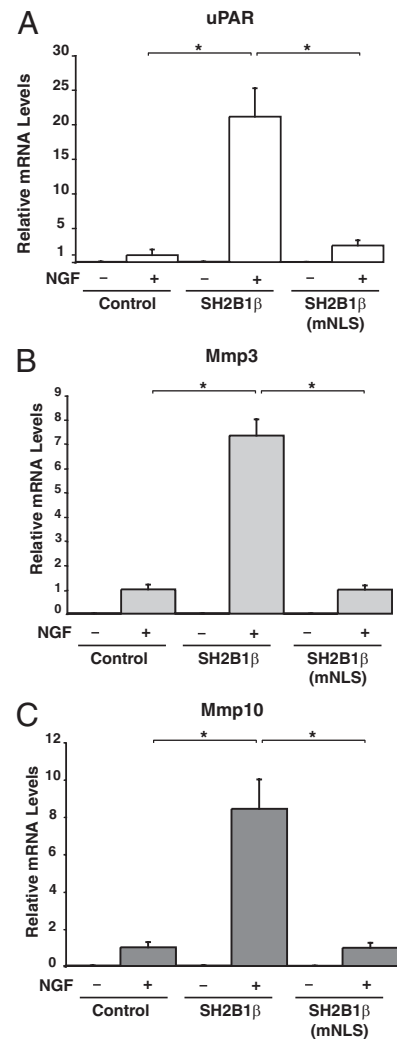 A
uPAR
* *
Relative mRNA Levels
30
25
20
15
10
5
1
0
NGF – + – + – +
Control SH2B1β SH2B1β
(mNLS)
B
Mmp3
* *
Relative mRNA Levels
9
8
7
6
5
4
3
2
1
0
NGF – + – + – +
Control SH2B1β SH2B1β
(mNLS)
C
Mmp10
* *
Relative mRNA Levels
12
10
8
6
4
2
0
NGF – + – + – +
Control SH2B1β SH2B1β
(mNLS)